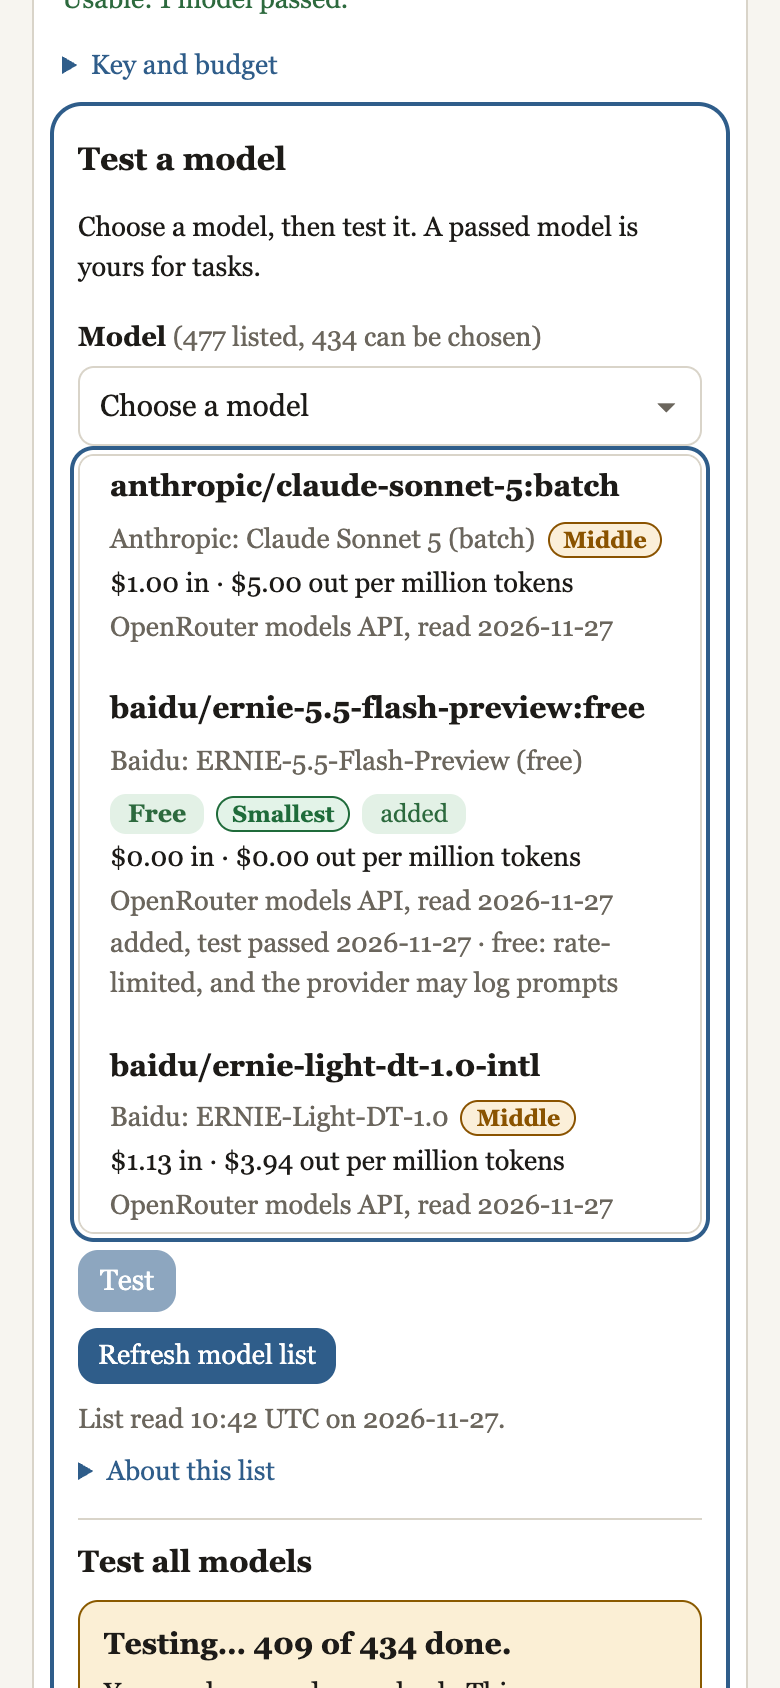 Usable: 1 model passed.
Key and budget
Test a model
Choose a model, then test it. A passed model is
yours for tasks.
Model (477 listed, 434 can be chosen)
Choose a model
anthropic/claude-sonnet-5:batch
Anthropic: Claude Sonnet 5 (batch) Middle
$1.00 in · $5.00 out per million tokens
OpenRouter models API, read 2026-11-27
baidu/ernie-5.5-flash-preview:free
Baidu: ERNIE-5.5-Flash-Preview (free)
Free Smallest added
$0.00 in · $0.00 out per million tokens
OpenRouter models API, read 2026-11-27
added, test passed 2026-11-27 · free: rate-
limited, and the provider may log prompts
baidu/ernie-light-dt-1.0-intl
Baidu: ERNIE-Light-DT-1.0 Middle
$1.13 in · $3.94 out per million tokens
OpenRouter models API, read 2026-11-27
Test
Refresh model list
List read 10:42 UTC on 2026-11-27.
About this list
Test all models
Testing... 409 of 434 done.